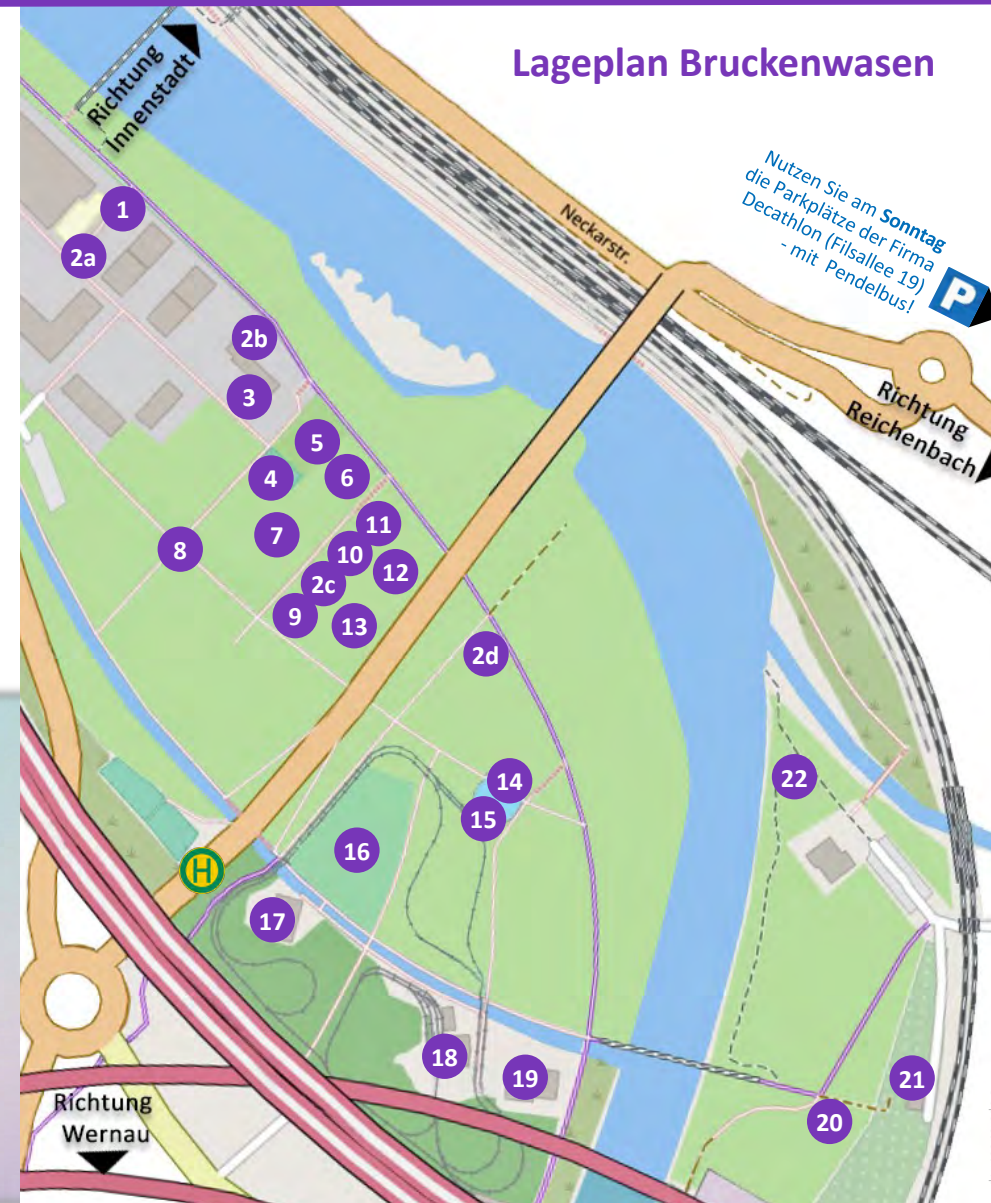 Lageplan Bruckenwasen
Richtung
Innenstadt
Nutzen Sie am Sonntag
die Parkplätze der Firma
Decathlon (Filsallee 19)
- mit Pendelbus!
P
Neckarstr.
Richtung
Reichenbach
1
2a
2b
3
5
4
6
7
11
8
10
12
2c
9
13
2d
14
22
15
16
H
17
18
19
21
20
Richtung
Wernau